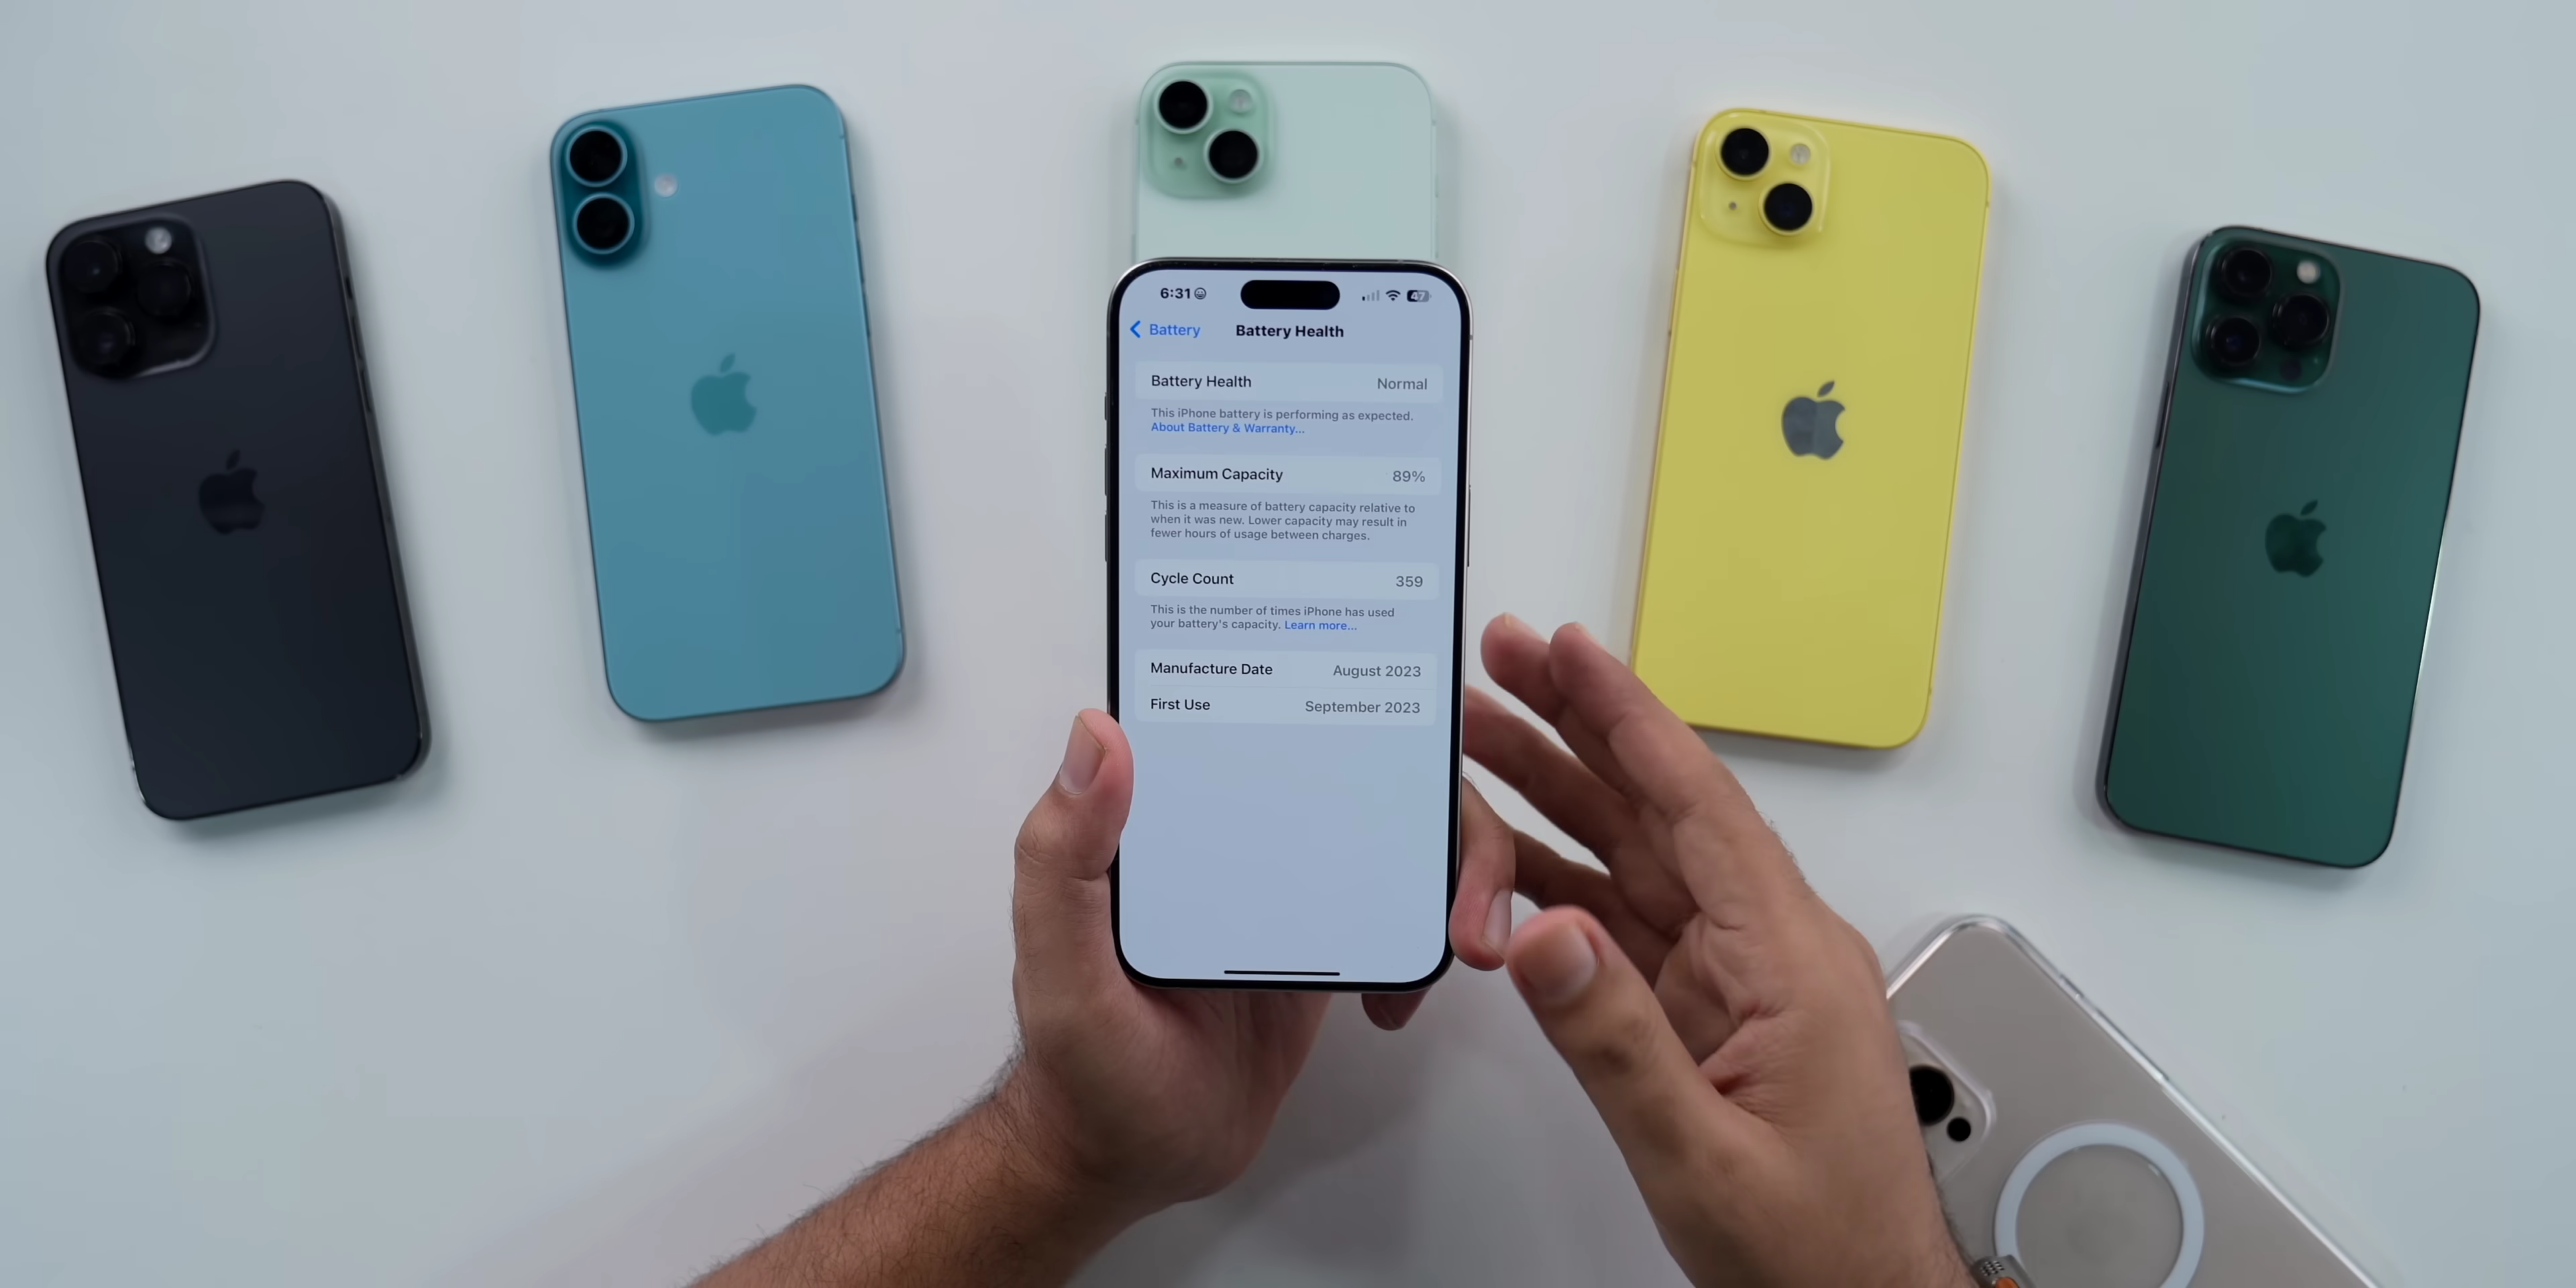 6:31
47
Battery
Battery Health
Battery Health
Normal
This iPhone battery is performing as expected.
About Battery & Warranty...
Maximum Capacity
89%
This is a measure of battery capacity relative to
when it was new. Lower capacity may result in
fewer hours of usage between charges.
Cycle Count
359
This is the number of times iPhone has used
your battery's capacity. Learn more...
Manufacture Date
August 2023
First Use
September 2023